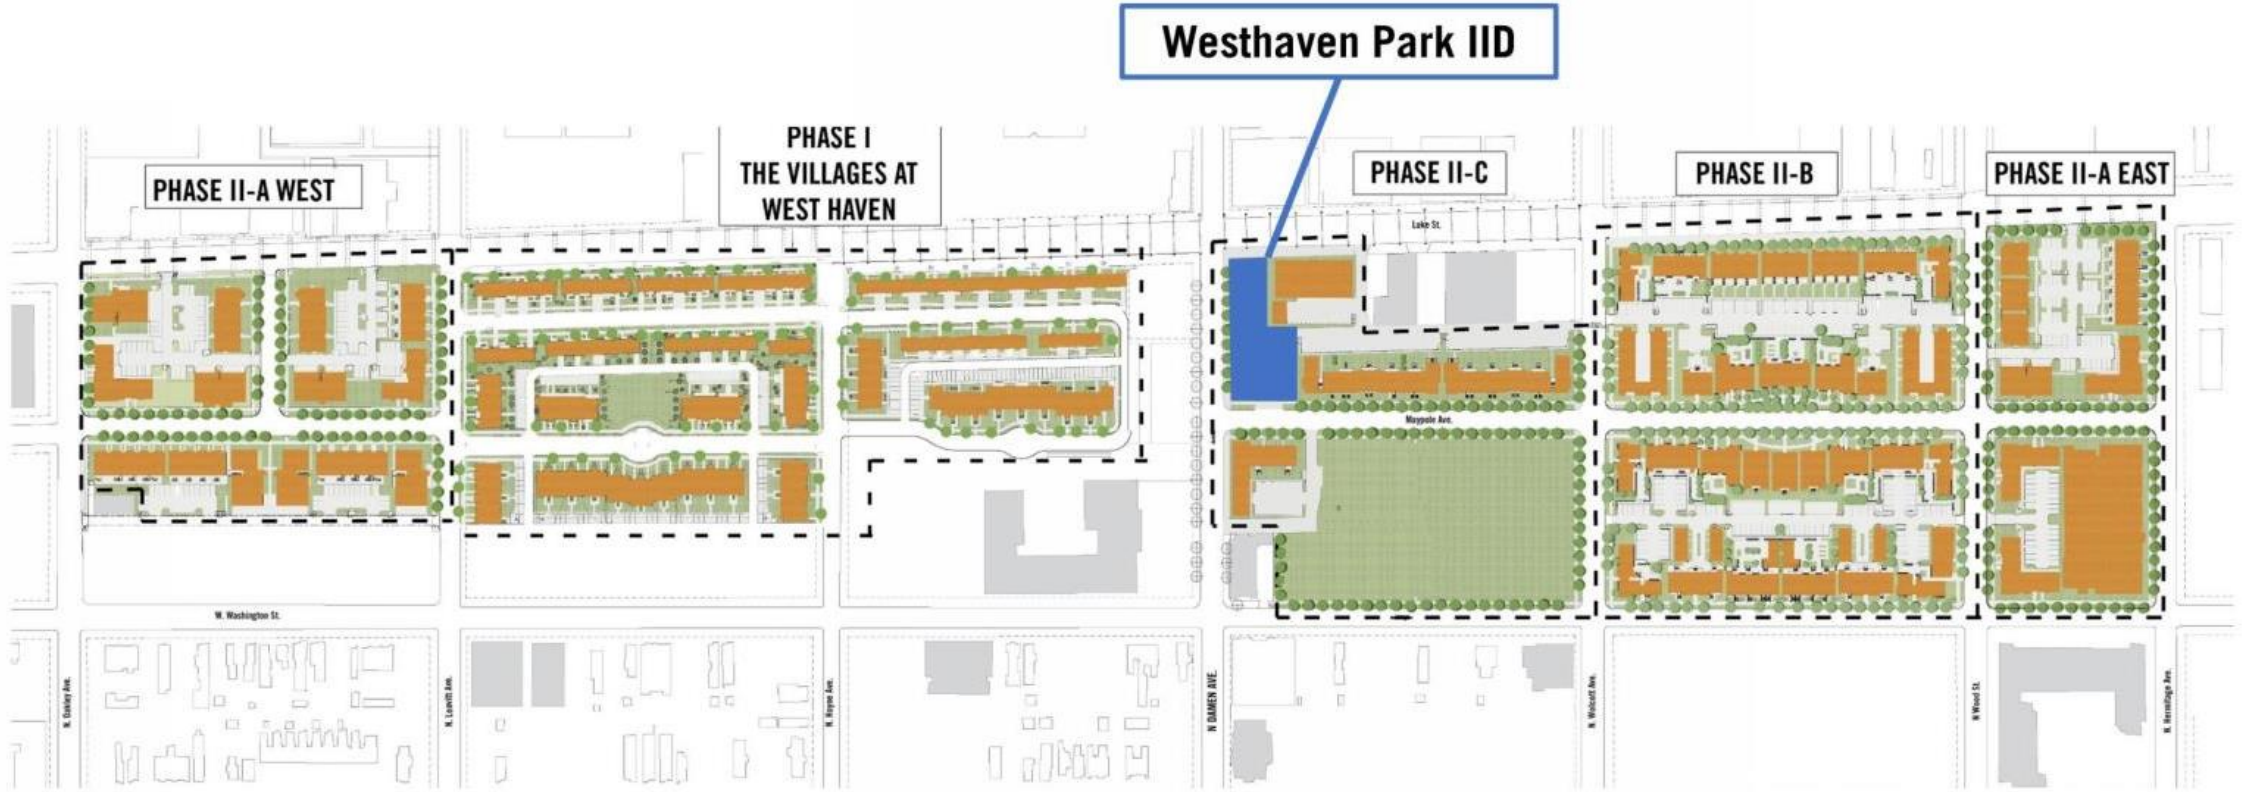 Westhaven Park IID
PHASE I
THE VILLAGES AT
WEST HAVEN
PHASE II-A WEST
PHASE II-C
PHASE II-B
PHASE II-A EAST
Lake St.
Maypole Ave.
W. Washington St.
N. Oakley Ave.
N. Leavitt Ave.
N. Hoyne Ave.
N DAMEN AVE.
N. Wolcott Ave.
N Wood St.
N. Hermitage Ave.